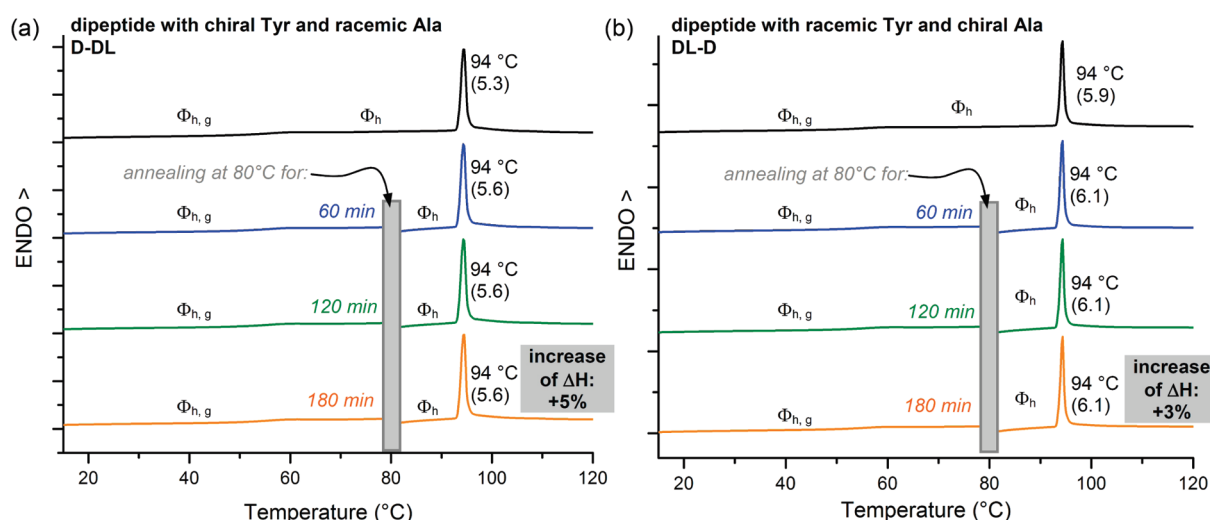 (a)
dipeptide with chiral Tyr and racemic Ala
D-DL
94 °C
(5.3)
Φh, g
Φh
94 °C
(5.6)
annealing at 80°C for:
Φh, g
60 min
Φh
94 °C
(5.6)
Φh, g
120 min
Φh
94 °C
(5.6)
increase
of ΔH:
+5%
Φh, g
180 min
Φh
ENDO >
20
40
60
80
100
120
Temperature (°C)
(b)
dipeptide with racemic Tyr and chiral Ala
DL-D
94 °C
(5.9)
Φh, g
Φh
94 °C
(6.1)
annealing at 80°C for:
Φh, g
60 min
Φh
94 °C
(6.1)
Φh, g
120 min
Φh
94 °C
(6.1)
increase
of ΔH:
+3%
Φh, g
180 min
Φh
ENDO >
20
40
60
80
100
120
Temperature (°C)